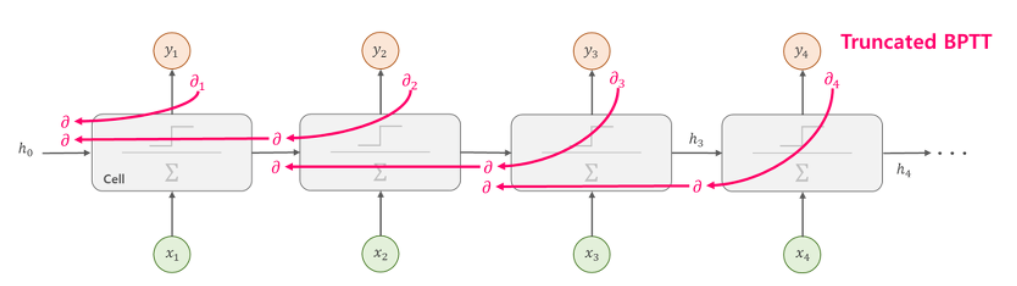 Truncated BPTT
y₁ y₂ y₃ y₄
∂₁ ∂₂ ∂₃ ∂₄
∂
∂ ∂
h₀ h₃
∂ ∂
∂ ∂
h₄ ···
Cell Σ Σ Σ Σ
x₁ x₂ x₃ x₄